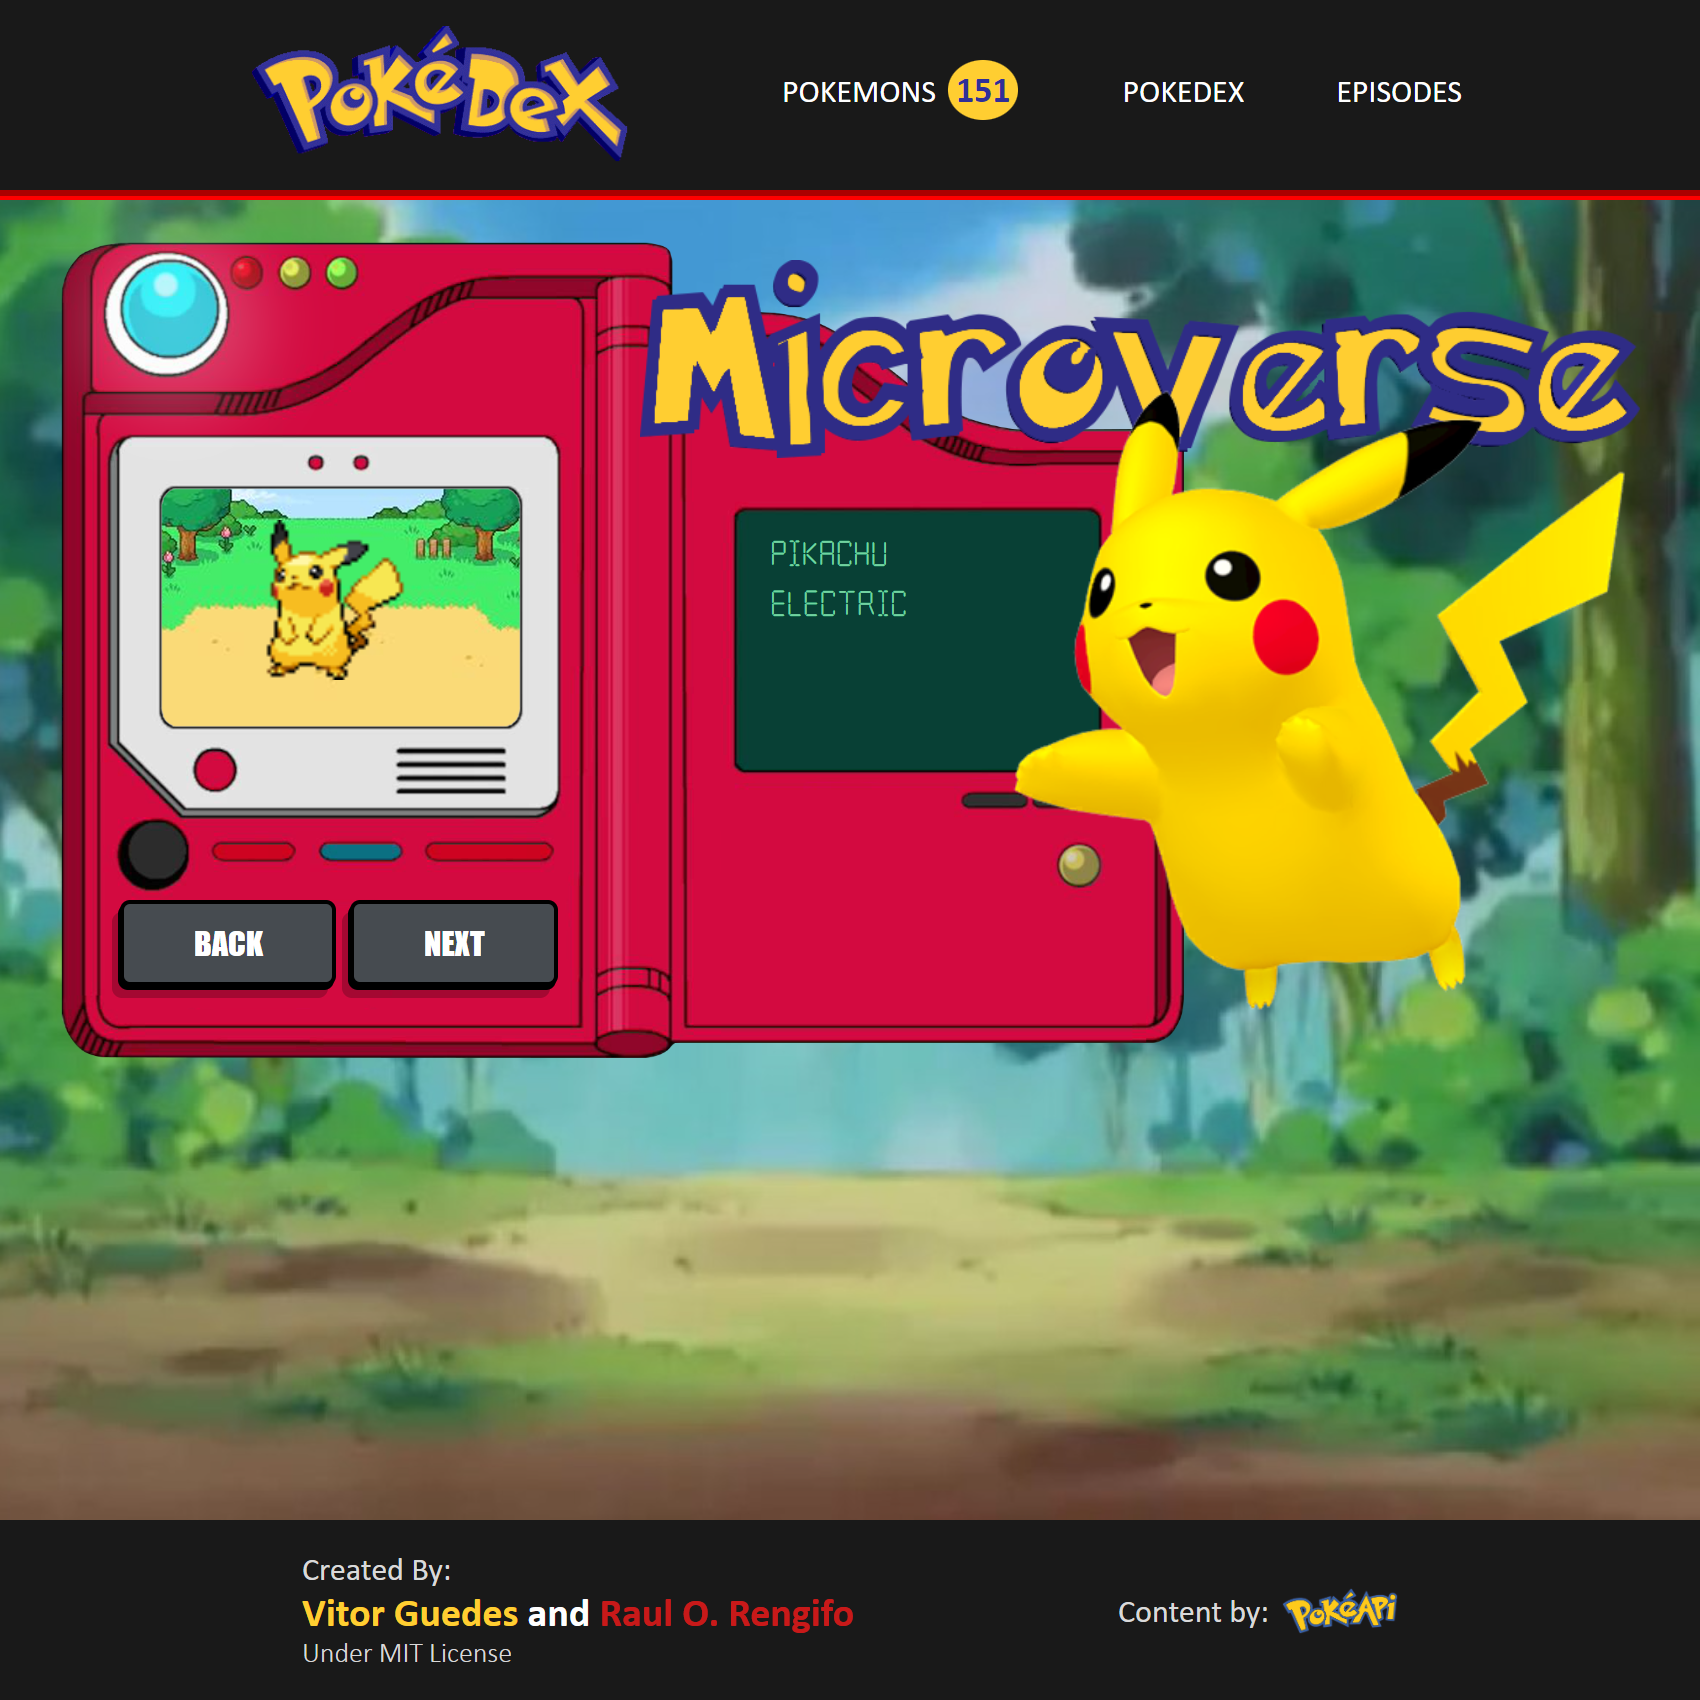 PoKéDex
POKEMONS 151 POKEDEX EPISODES
Microverse
PIKACHU
ELECTRIC
BACK NEXT
Created By:
Vitor Guedes and Raul O. Rengifo
Under MIT License
Content by: PoKéAPi